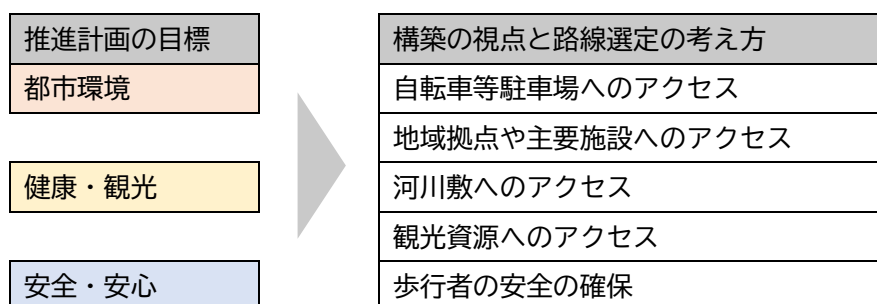 推進計画の目標
都市環境
健康・観光
安全・安心
構築の視点と路線選定の考え方
自転車等駐車場へのアクセス
地域拠点や主要施設へのアクセス
河川敷へのアクセス
観光資源へのアクセス
歩行者の安全の確保